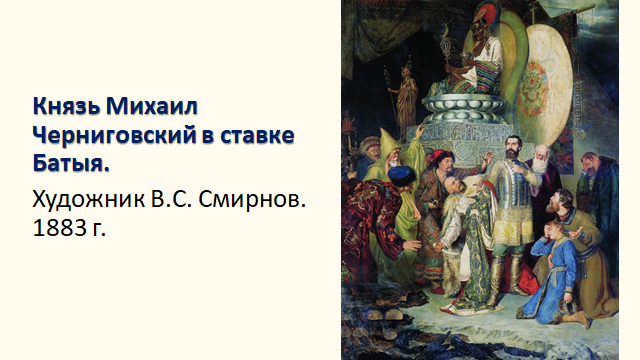 Князь Михаил
Черниговский в ставке
Батыя.
Художник В.С. Смирнов.
1883 г.